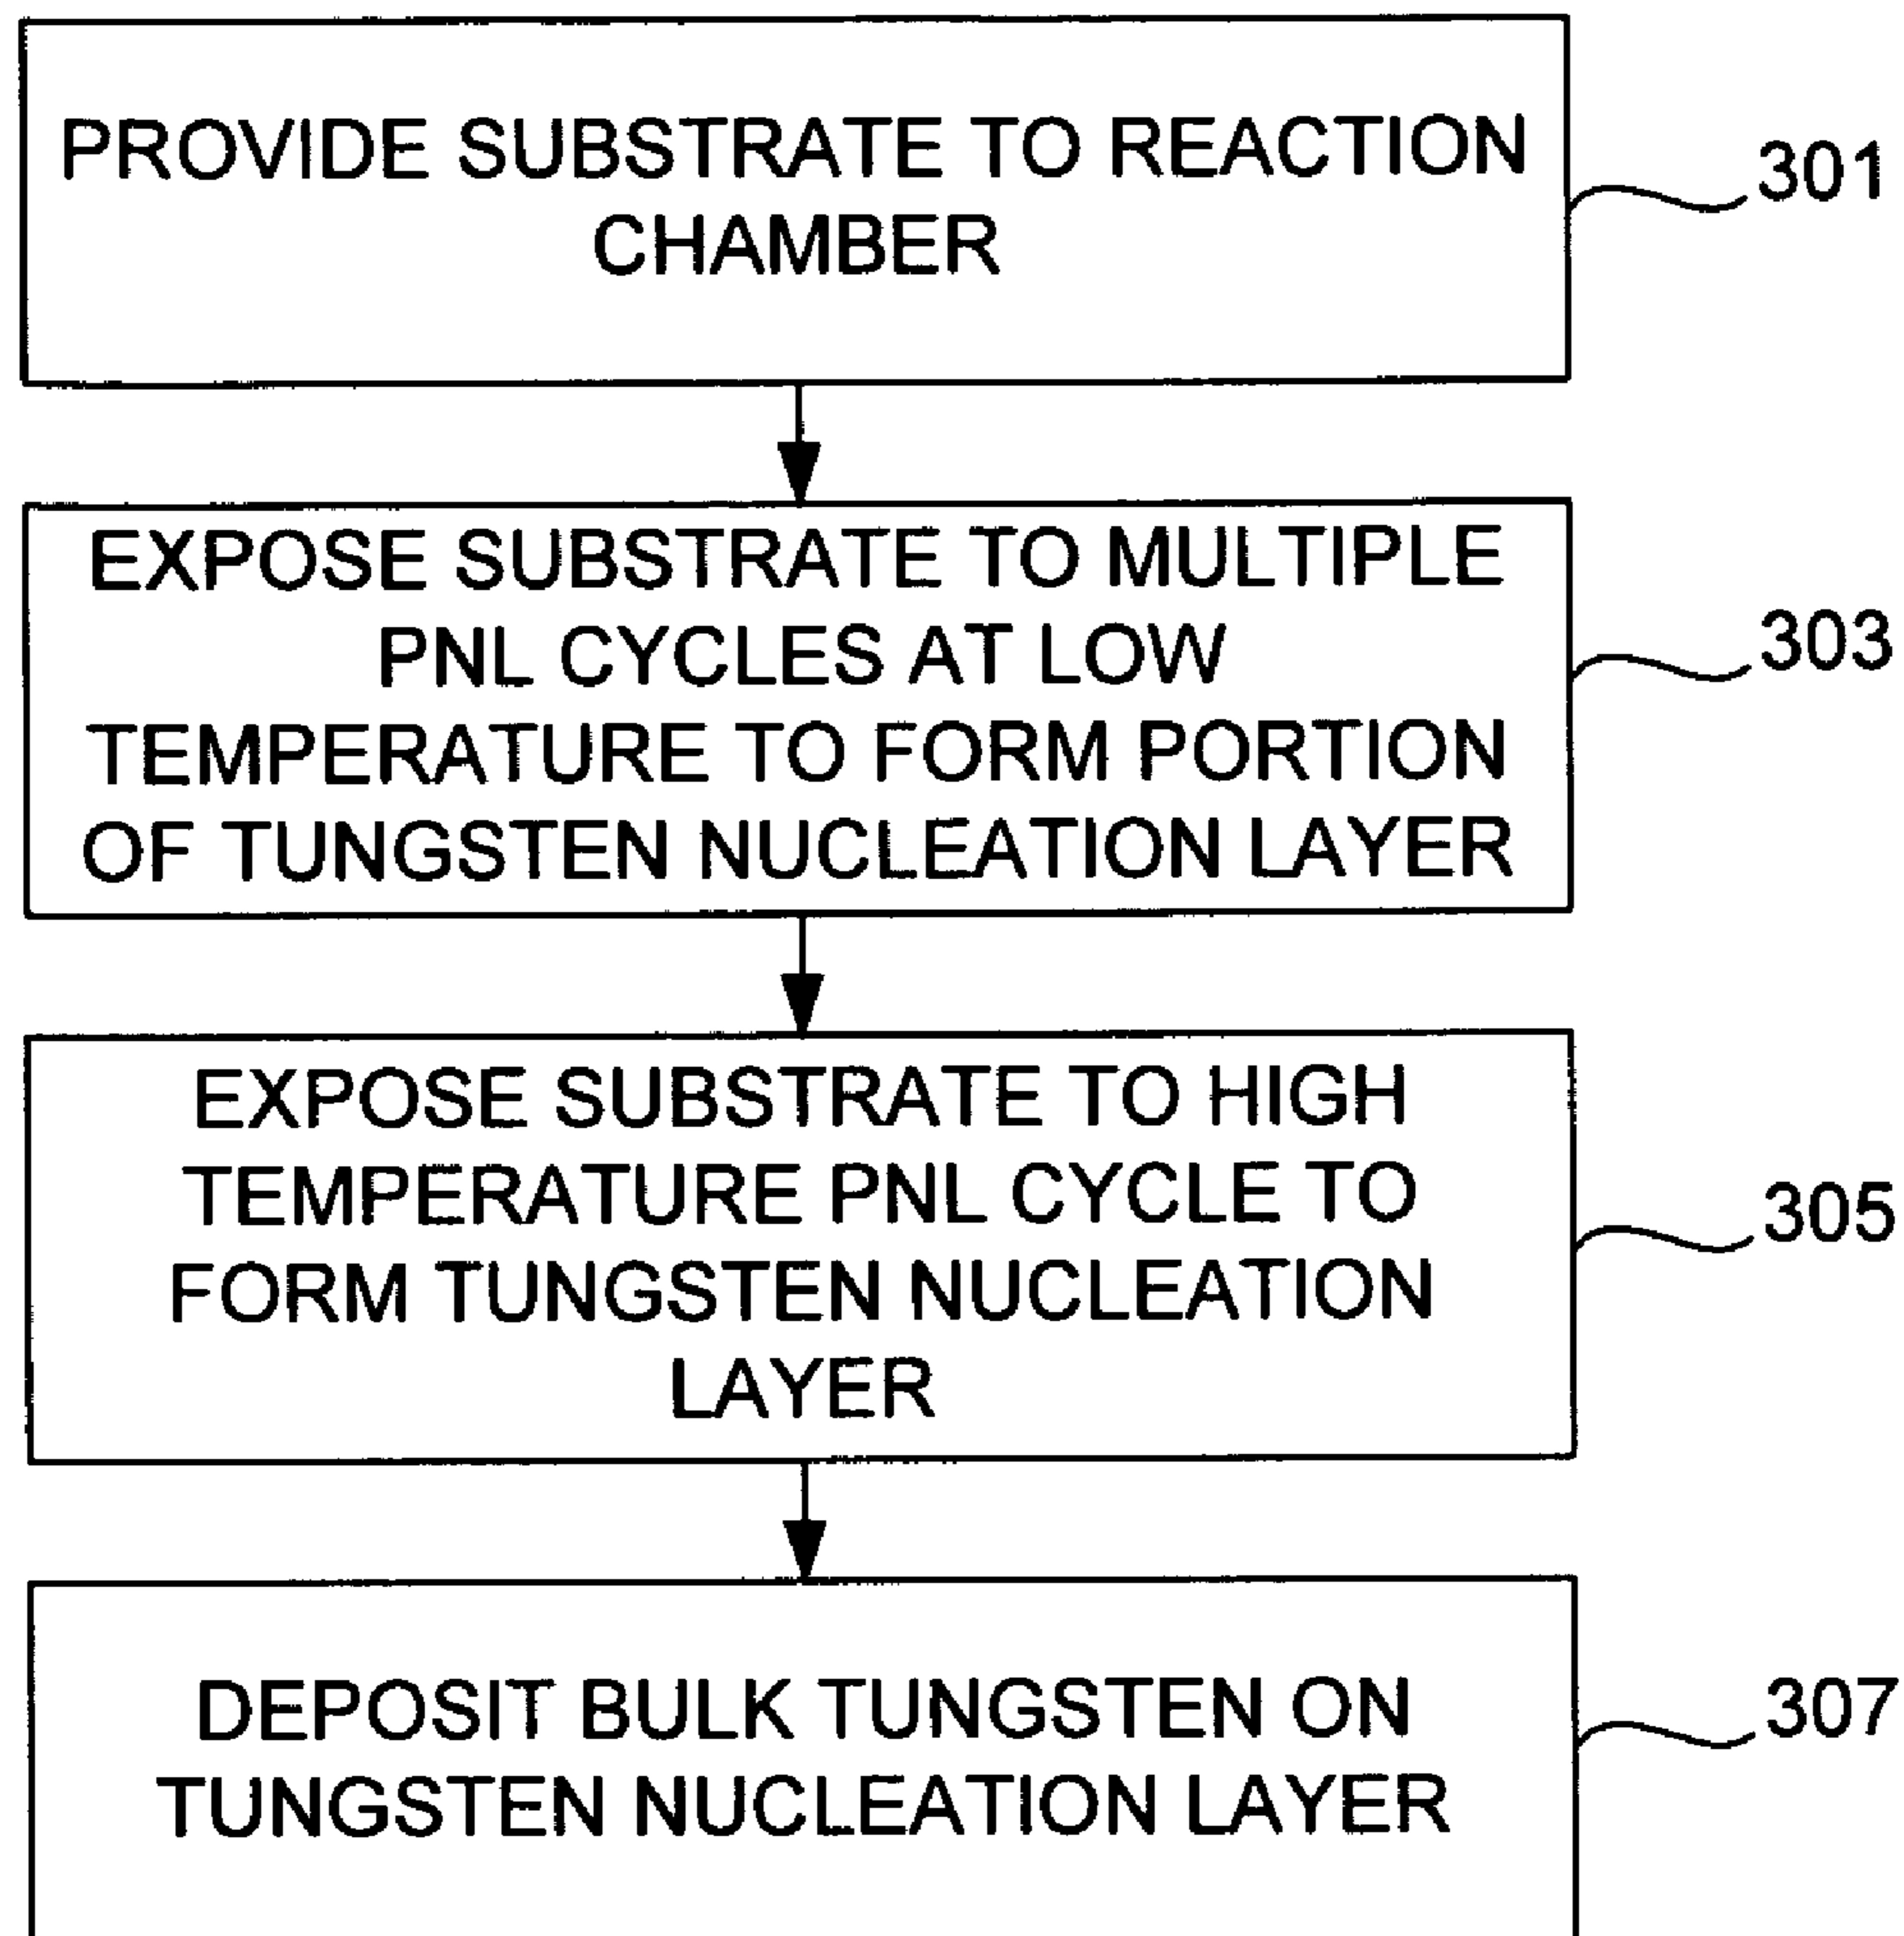 PROVIDE SUBSTRATE TO REACTION
CHAMBER
301
EXPOSE SUBSTRATE TO MULTIPLE
PNL CYCLES AT LOW
TEMPERATURE TO FORM PORTION
OF TUNGSTEN NUCLEATION LAYER
303
EXPOSE SUBSTRATE TO HIGH
TEMPERATURE PNL CYCLE TO
FORM TUNGSTEN NUCLEATION
LAYER
305
DEPOSIT BULK TUNGSTEN ON
TUNGSTEN NUCLEATION LAYER
307